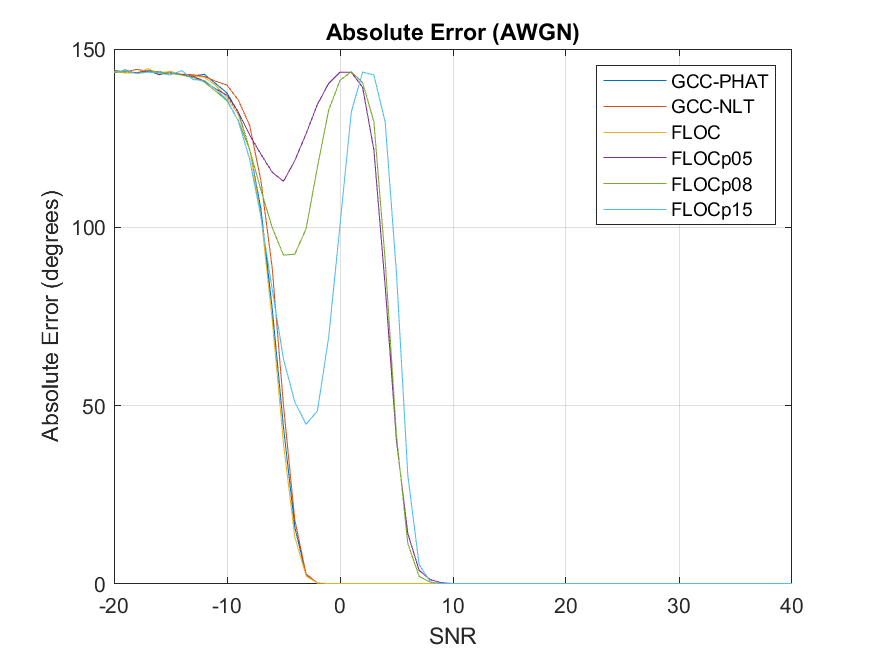 Absolute Error (AWGN)
150
100
50
0
Absolute Error (degrees)
GCC-PHAT
GCC-NLT
FLOC
FLOCp05
FLOCp08
FLOCp15
-20
-10
0
10
20
30
40
SNR